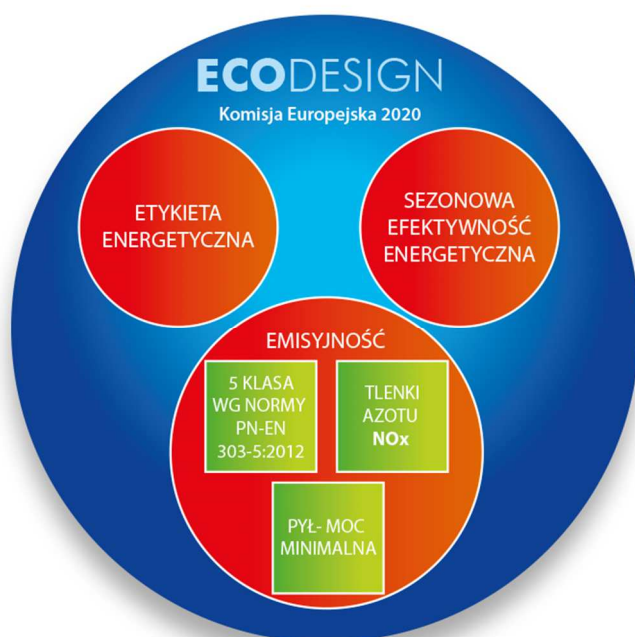 ECODESIGN
Komisja Europejska 2020
ETYKIETA
ENERGETYCZNA
SEZONOWA
EFEKTYWNOŚĆ
ENERGETYCZNA
EMISYJNOŚĆ
5 KLASA
WG NORMY
PN-EN
303-5:2012
TLENKI
AZOTU
NOx
PYŁ- MOC
MINIMALNA